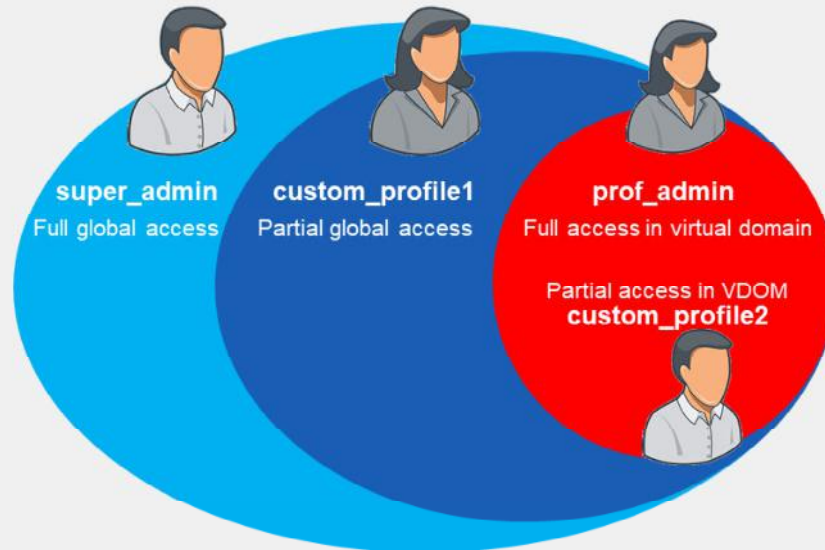 super_admin
Full global access
custom_profile1
Partial global access
prof_admin
Full access in virtual domain
Partial access in VDOM
custom_profile2